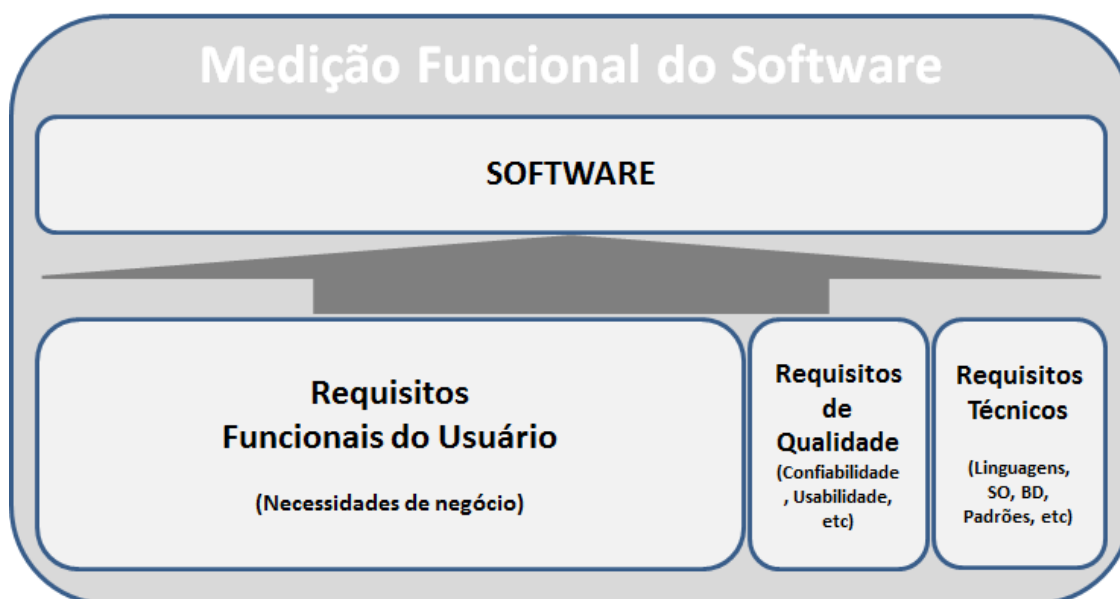 Medição Funcional do Software
SOFTWARE
Requisitos
Funcionais do Usuário
(Necessidades de negócio)
Requisitos
de
Qualidade
(Confiabilidade
, Usabilidade,
etc)
Requisitos
Técnicos
(Linguagens,
SO, BD,
Padrões, etc)